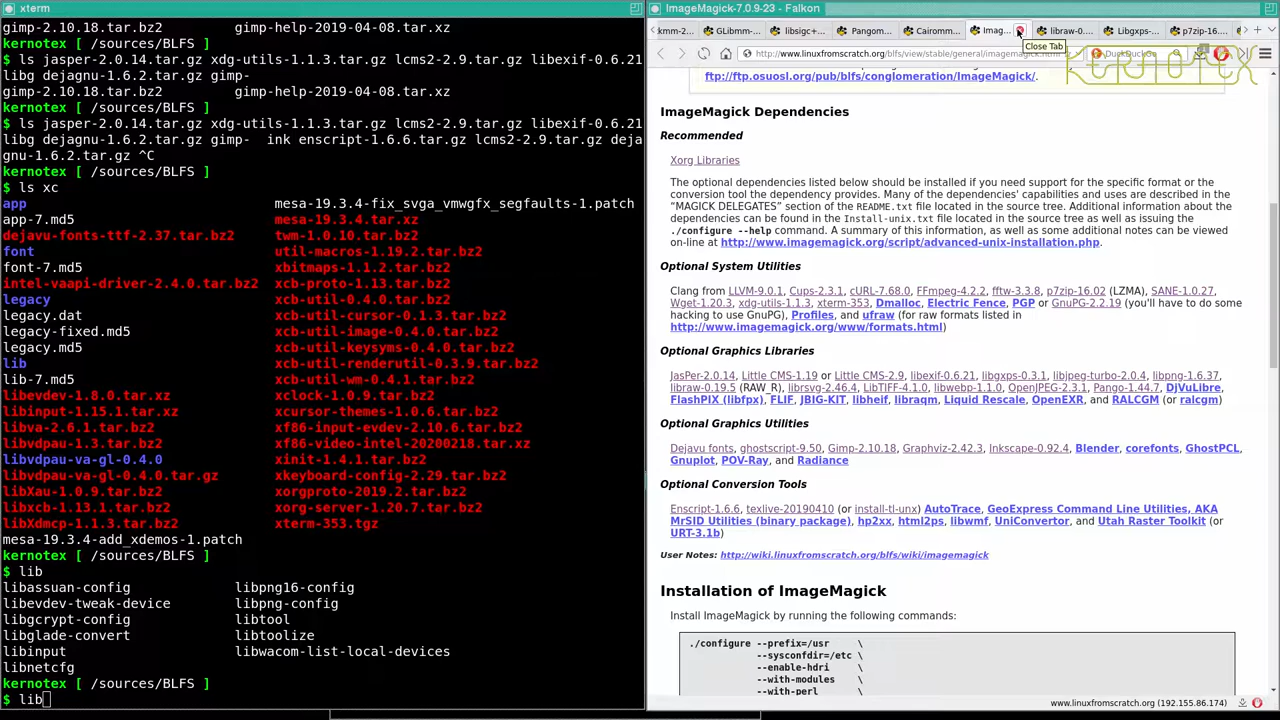 xterm
gimp-2.10.18.tar.bz2         gimp-help-2019-04-08.tar.xz
kernotex [ /sources/BLFS ]
$ ls jasper-2.0.14.tar.gz xdg-utils-1.1.3.tar.gz lcms2-2.9.tar.gz libexif-0.6.21
libg dejagnu-1.6.2.tar.gz gimp-
gimp-2.10.18.tar.bz2         gimp-help-2019-04-08.tar.xz
kernotex [ /sources/BLFS ]
$ ls jasper-2.0.14.tar.gz xdg-utils-1.1.3.tar.gz lcms2-2.9.tar.gz libexif-0.6.21
libg dejagnu-1.6.2.tar.gz gimp-  ink enscript-1.6.6.tar.gz lcms2-2.9.tar.gz deja
gnu-1.6.2.tar.gz ^C
kernotex [ /sources/BLFS ]
$ ls xc
app                               mesa-19.3.4-fix_svga_vmwgfx_segfaults-1.patch
app-7.md5                         mesa-19.3.4.tar.xz
dejavu-fonts-ttf-2.37.tar.bz2     twm-1.0.10.tar.bz2
font                              util-macros-1.19.2.tar.bz2
font-7.md5                        xbitmaps-1.1.2.tar.bz2
intel-vaapi-driver-2.4.0.tar.bz2  xcb-proto-1.13.tar.bz2
legacy                            xcb-util-0.4.0.tar.bz2
legacy.dat                        xcb-util-cursor-0.1.3.tar.bz2
legacy-fixed.md5                  xcb-util-image-0.4.0.tar.bz2
legacy.md5                        xcb-util-keysyms-0.4.0.tar.bz2
lib                               xcb-util-renderutil-0.3.9.tar.bz2
lib-7.md5                         xcb-util-wm-0.4.1.tar.bz2
libevdev-1.8.0.tar.xz             xclock-1.0.9.tar.bz2
libinput-1.15.1.tar.xz            xcursor-themes-1.0.6.tar.bz2
libva-2.6.1.tar.bz2               xf86-input-evdev-2.10.6.tar.bz2
libvdpau-1.3.tar.bz2              xf86-video-intel-20200218.tar.xz
libvdpau-va-gl-0.4.0              xinit-1.4.1.tar.bz2
libvdpau-va-gl-0.4.0.tar.gz       xkeyboard-config-2.29.tar.bz2
libXau-1.0.9.tar.bz2              xorgproto-2019.2.tar.bz2
libxcb-1.13.1.tar.bz2             xorg-server-1.20.7.tar.bz2
libXdmcp-1.1.3.tar.bz2            xterm-353.tgz
mesa-19.3.4-add_xdemos-1.patch
kernotex [ /sources/BLFS ]
$ lib
libassuan-config             libpng16-config
libevdev-tweak-device        libpng-config
libgcrypt-config             libtool
libglade-convert             libtoolize
libinput                     libwacom-list-local-devices
libnetcfg
kernotex [ /sources/BLFS ]
$ lib
ImageMagick-7.0.9-23 - Falkon
kmm-2... GLibmm-... libsigc+... Pangom... Cairomm... Imag... libraw-0... Libgxps-... p7zip-16....
Close Tab
http://www.linuxfromscratch.org/blfs/view/stable/general/imagem
KERNOTEX
ftp.osuosl.org/pub/blfs/conglomeration/ImageMagick/.
ImageMagick Dependencies
Recommended
Xorg Libraries
The optional dependencies listed below should be installed if you need support for the specific format or the
conversion tool the dependency provides. Many of the dependencies' capabilities and uses are described in the
“MAGICK DELEGATES” section of the README.txt file located in the source tree. Additional information about the
dependencies can be found in the Install-unix.txt file located in the source tree as well as issuing the
./configure --help command. A summary of this information, as well as some additional notes can be viewed
on-line at http://www.imagemagick.org/script/advanced-unix-installation.php.
Optional System Utilities
Clang from LLVM-9.0.1, Cups-2.3.1, cURL-7.68.0, FFmpeg-4.2.2, fftw-3.3.8, p7zip-16.02 (LZMA), SANE-1.0.27,
Wget-1.20.3, xdg-utils-1.1.3, xterm-353, Dmalloc, Electric Fence, PGP or GnuPG-2.2.19 (you'll have to do some
hacking to use GnuPG), Profiles, and ufraw (for raw formats listed in
http://www.imagemagick.org/www/formats.html)
Optional Graphics Libraries
JasPer-2.0.14, Little CMS-1.19 or Little CMS-2.9, libexif-0.6.21, libgxps-0.3.1, libjpeg-turbo-2.0.4, libpng-1.6.37,
libraw-0.19.5 (RAW_R), librsvg-2.46.4, LibTIFF-4.1.0, libwebp-1.1.0, OpenJPEG-2.3.1, Pango-1.44.7, DjVuLibre,
FlashPIX (libfpx), FLIF, JBIG-KIT, libheif, libraqm, Liquid Rescale, OpenEXR, and RALCGM (or ralcgm)
Optional Graphics Utilities
Dejavu fonts, ghostscript-9.50, Gimp-2.10.18, Graphviz-2.42.3, Inkscape-0.92.4, Blender, corefonts, GhostPCL,
Gnuplot, POV-Ray, and Radiance
Optional Conversion Tools
Enscript-1.6.6, texlive-20190410 (or install-tl-unx) AutoTrace, GeoExpress Command Line Utilities, AKA
MrSID Utilities (binary package), hp2xx, html2ps, libwmf, UniConvertor, and Utah Raster Toolkit (or
URT-3.1b)
User Notes: http://wiki.linuxfromscratch.org/blfs/wiki/imagemagick
Installation of ImageMagick
Install ImageMagick by running the following commands:
./configure --prefix=/usr     \
--sysconfdir=/etc \
--enable-hdri     \
--with-modules    \
--with-perl       \
www.linuxfromscratch.org (192.155.86.174)